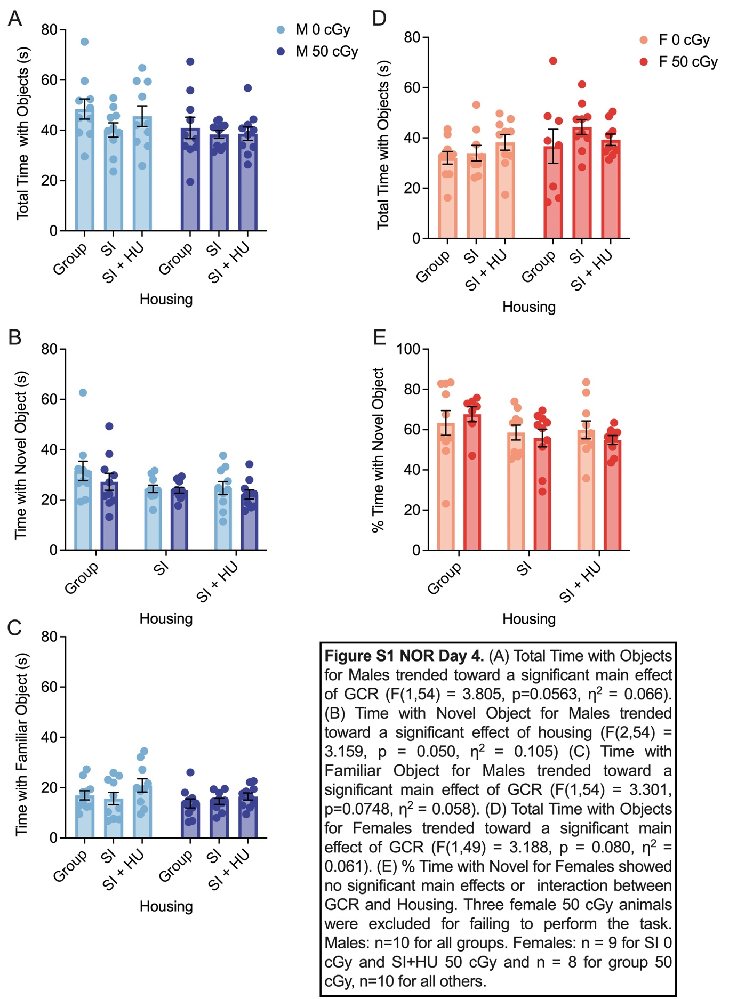 A
80
60
40
20
0
Total Time with Objects (s)
M 0 cGy
M 50 cGy
Group
SI
SI + HU
Group
SI
SI + HU
Housing
D
80
60
40
20
0
Total Time with Objects (s)
F 0 cGy
F 50 cGy
Group
SI
SI + HU
Group
SI
SI + HU
Housing
B
80
60
40
20
0
Time with Novel Object (s)
Group
SI
SI + HU
Housing
E
100
80
60
40
20
0
% Time with Novel Object
Group
SI
SI + HU
Housing
C
80
60
40
20
0
Time with Familiar Object (s)
Group
SI
SI + HU
Group
SI
SI + HU
Housing
Figure S1 NOR Day 4. (A) Total Time with Objects
for Males trended toward a significant main effect
of GCR (F(1,54) = 3.805, p=0.0563, η² = 0.066).
(B) Time with Novel Object for Males trended
toward a significant effect of housing (F(2,54) =
3.159, p = 0.050, η² = 0.105) (C) Time with
Familiar Object for Males trended toward a
significant main effect of GCR (F(1,54) = 3.301,
p=0.0748, η² = 0.058). (D) Total Time with Objects
for Females trended toward a significant main
effect of GCR (F(1,49) = 3.188, p = 0.080, η² =
0.061). (E) % Time with Novel for Females showed
no significant main effects or interaction between
GCR and Housing. Three female 50 cGy animals
were excluded for failing to perform the task.
Males: n=10 for all groups. Females: n = 9 for SI 0
cGy and SI+HU 50 cGy and n = 8 for group 50
cGy, n=10 for all others.